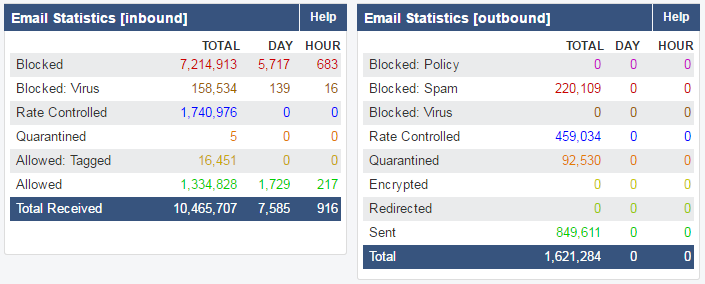 Email Statistics [inbound] Help
TOTAL DAY HOUR
Blocked 7,214,913 5,717 683
Blocked: Virus 158,534 139 16
Rate Controlled 1,740,976 0 0
Quarantined 5 0 0
Allowed: Tagged 16,451 0 0
Allowed 1,334,828 1,729 217
Total Received 10,465,707 7,585 916
Email Statistics [outbound] Help
TOTAL DAY HOUR
Blocked: Policy 0 0 0
Blocked: Spam 220,109 0 0
Blocked: Virus 0 0 0
Rate Controlled 459,034 0 0
Quarantined 92,530 0 0
Encrypted 0 0 0
Redirected 0 0 0
Sent 849,611 0 0
Total 1,621,284 0 0